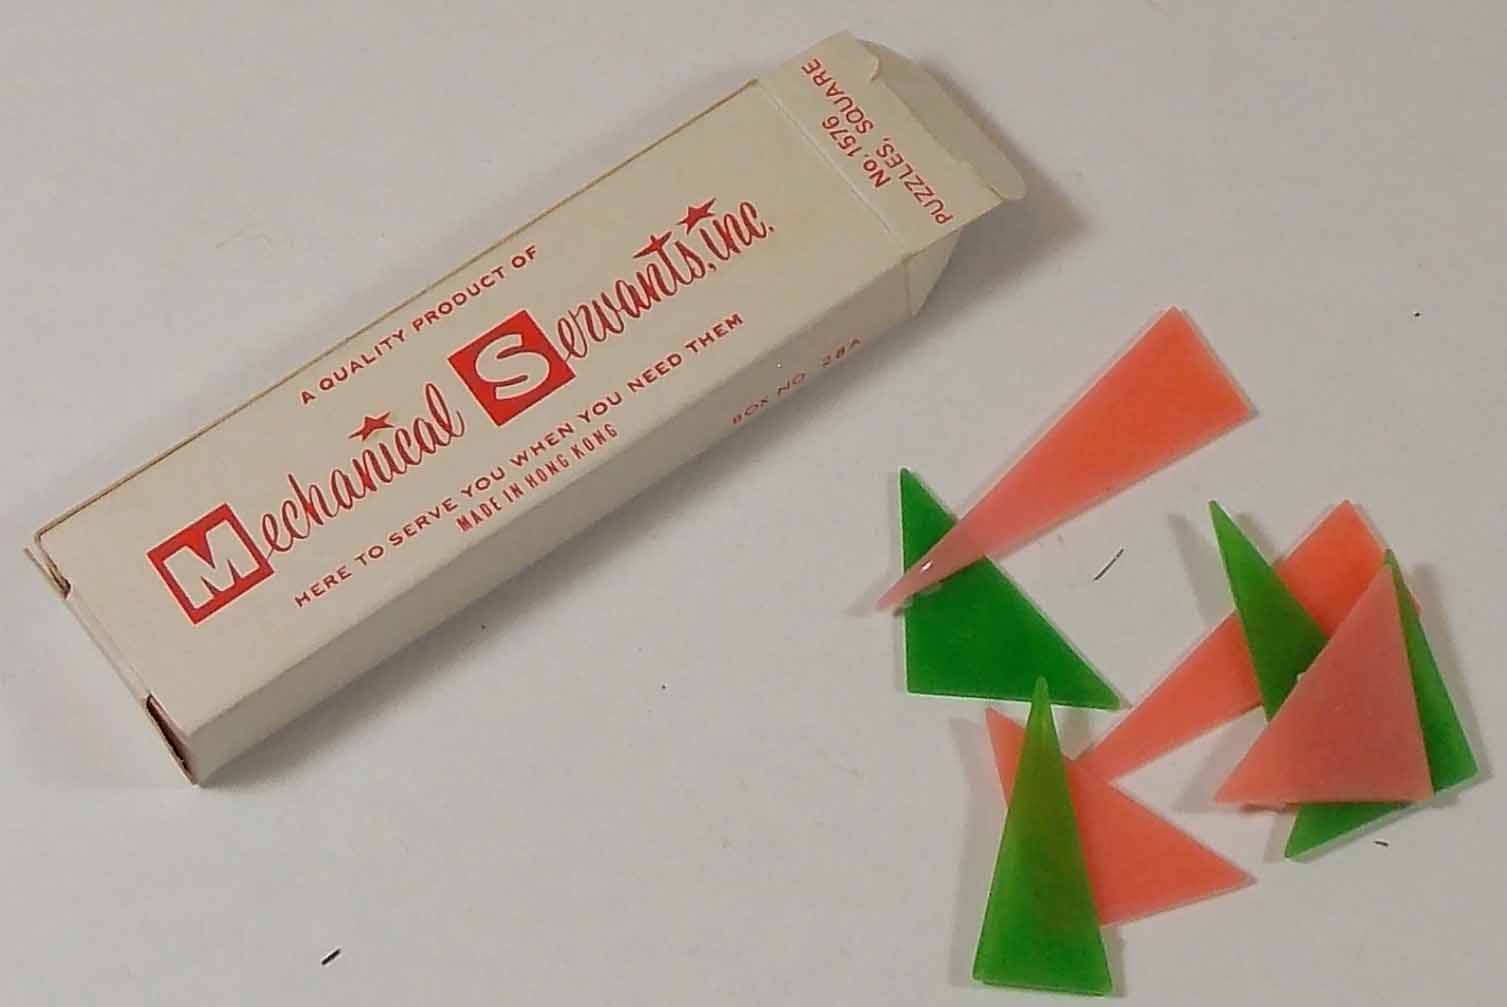 A QUALITY PRODUCT OF
Mechanical Servants, inc.
HERE TO SERVE YOU WHEN YOU NEED THEM
MADE IN HONG KONG
No. 1576
PUZZLES, SQUARE
BOX NO. 28A